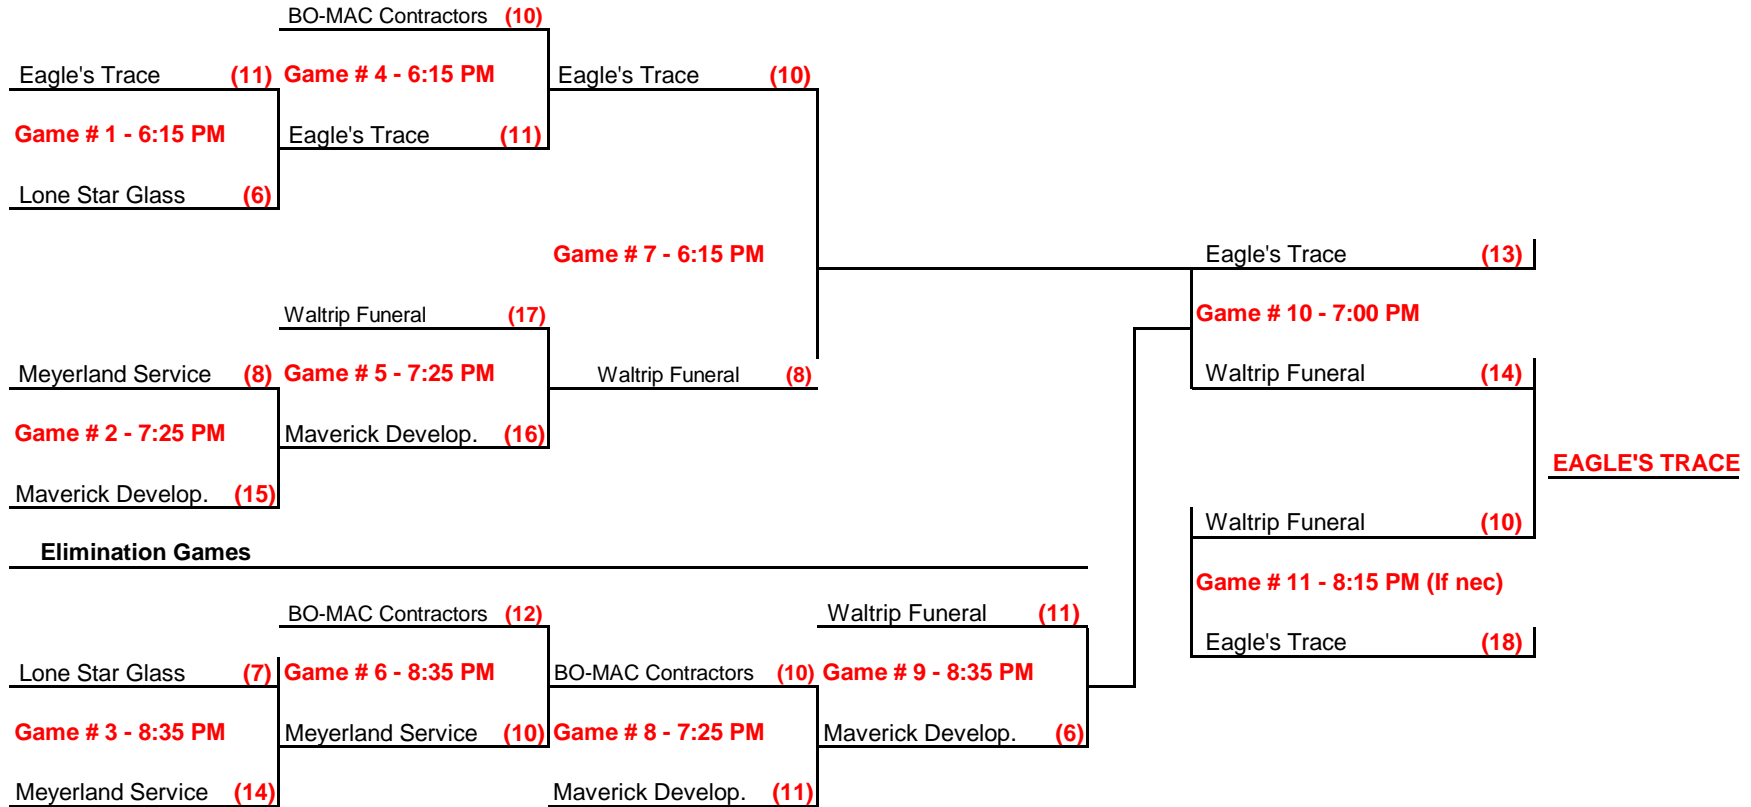 BO-MAC Contractors (10)
Eagle's Trace (11) Game # 4 - 6:15 PM Eagle's Trace (10)
Game # 1 - 6:15 PM Eagle's Trace (11)
Lone Star Glass (6)
Game # 7 - 6:15 PM Eagle's Trace (13)
Waltrip Funeral (17) Game # 10 - 7:00 PM
Meyerland Service (8) Game # 5 - 7:25 PM Waltrip Funeral (8) Waltrip Funeral (14)
Game # 2 - 7:25 PM Maverick Develop. (16)
EAGLE'S TRACE
Maverick Develop. (15)
Waltrip Funeral (10)
Elimination Games
Game # 11 - 8:15 PM (If nec)
BO-MAC Contractors (12) Waltrip Funeral (11)
Eagle's Trace (18)
Lone Star Glass (7) Game # 6 - 8:35 PM BO-MAC Contractors (10) Game # 9 - 8:35 PM
Game # 3 - 8:35 PM Meyerland Service (10) Game # 8 - 7:25 PM Maverick Develop. (6)
Meyerland Service (14) Maverick Develop. (11)